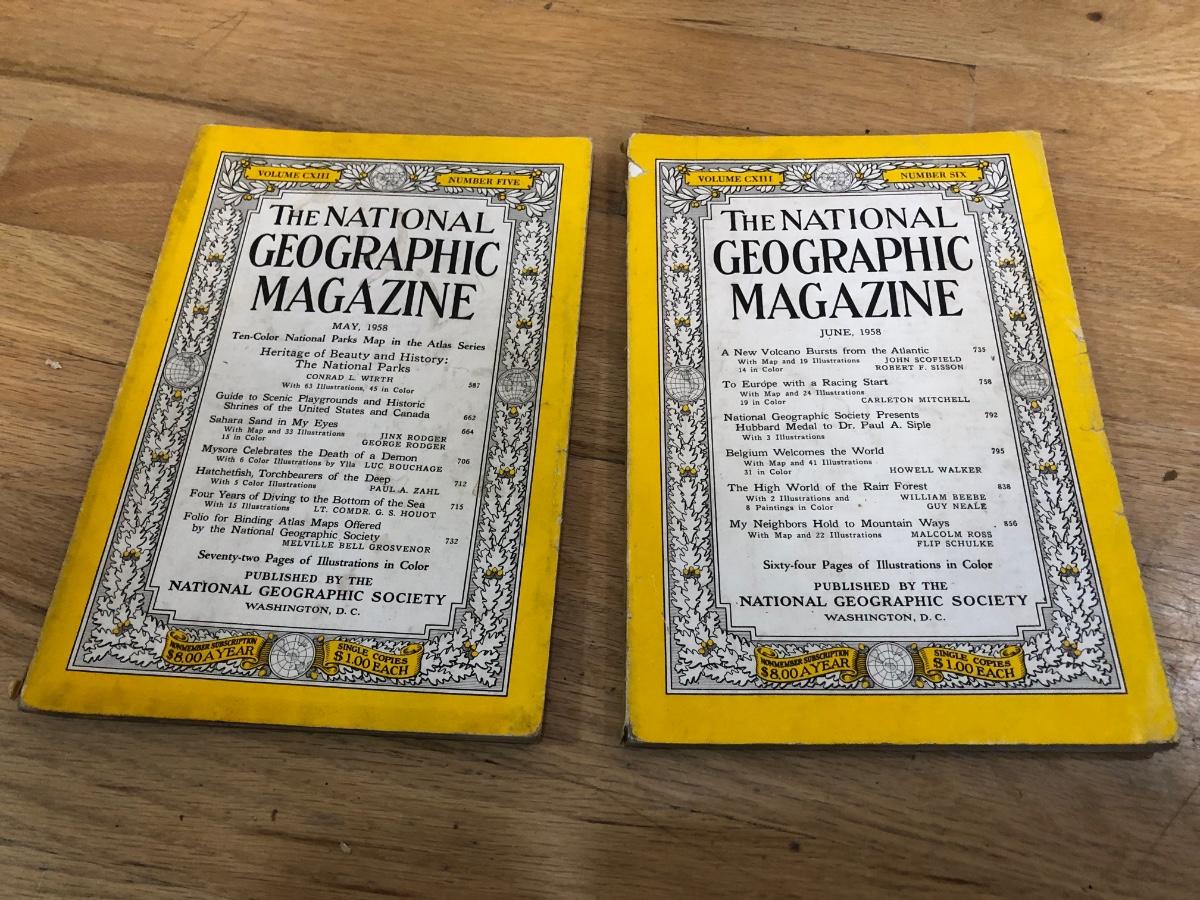 VOLUME CXIII
NUMBER FIVE
THE NATIONAL
GEOGRAPHIC
MAGAZINE
MAY, 1958
Ten-Color National Parks Map in the Atlas Series
Heritage of Beauty and History:
The National Parks
CONRAD L. WIRTH
With 63 Illustrations, 45 in Color 587
Guide to Scenic Playgrounds and Historic
Shrines of the United States and Canada 662
Sahara Sand in My Eyes 664
With Map and 33 Illustrations JINX RODGER
15 in Color GEORGE RODGER
Mysore Celebrates the Death of a Demon 706
With 6 Color Illustrations by Ylla LUC BOUCHAGE
Hatchetfish, Torchbearers of the Deep 712
With 5 Color Illustrations PAUL A. ZAHL
Four Years of Diving to the Bottom of the Sea 715
With 15 Illustrations LT. COMDR. G. S. HOUOT
Folio for Binding Atlas Maps Offered
by the National Geographic Society 732
MELVILLE BELL GROSVENOR
Seventy-two Pages of Illustrations in Color
PUBLISHED BY THE
NATIONAL GEOGRAPHIC SOCIETY
WASHINGTON, D. C.
NONMEMBER SUBSCRIPTION
$8.00 A YEAR
SINGLE COPIES
$1.00 EACH
VOLUME CXIII
NUMBER SIX
THE NATIONAL
GEOGRAPHIC
MAGAZINE
JUNE, 1958
A New Volcano Bursts from the Atlantic 735
With Map and 19 Illustrations JOHN SCOFIELD
14 in Color ROBERT F. SISSON
To Europe with a Racing Start 758
With Map and 24 Illustrations
19 in Color CARLETON MITCHELL
National Geographic Society Presents 792
Hubbard Medal to Dr. Paul A. Siple
With 3 Illustrations
Belgium Welcomes the World 795
With Map and 41 Illustrations
31 in Color HOWELL WALKER
The High World of the Rain Forest 838
With 2 Illustrations and WILLIAM BEEBE
8 Paintings in Color GUY NEALE
My Neighbors Hold to Mountain Ways 856
With Map and 22 Illustrations MALCOLM ROSS
FLIP SCHULKE
Sixty-four Pages of Illustrations in Color
PUBLISHED BY THE
NATIONAL GEOGRAPHIC SOCIETY
WASHINGTON, D. C.
NONMEMBER SUBSCRIPTION
$8.00 A YEAR
SINGLE COPIES
$1.00 EACH